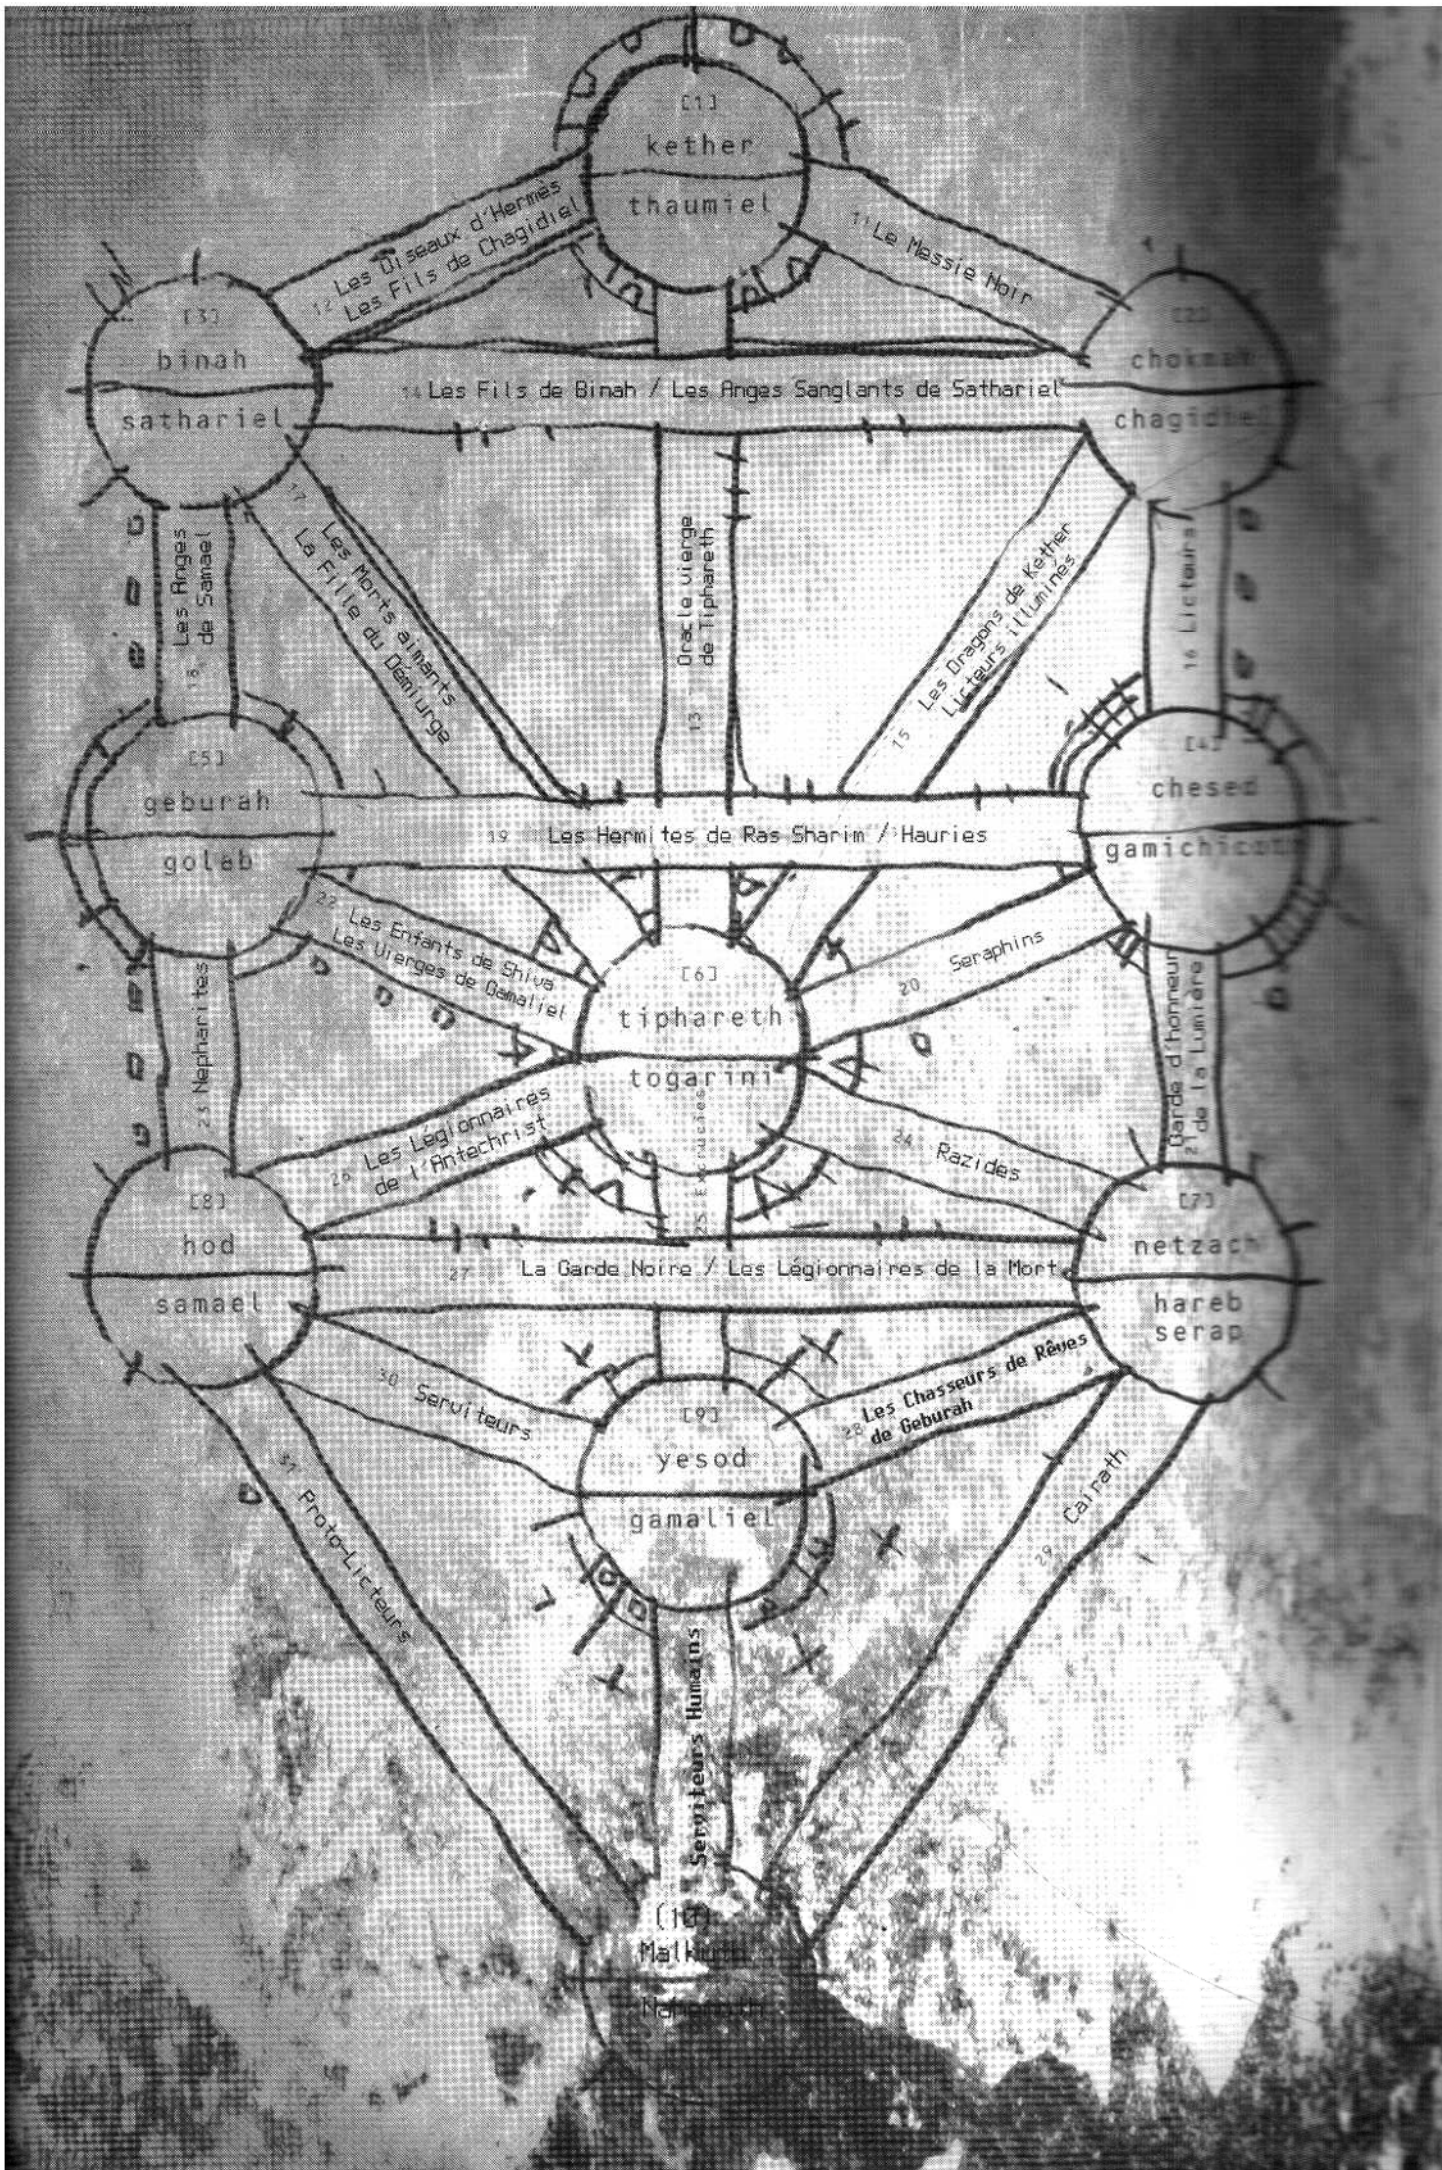 [1]
kether
thaumiel
12 Les Oiseaux d'Hermès
Les Fils de Chagidiel
11 Le Messie Noir
[3]
binah
sathariel
[2]
chokmah
chagidiel
14 Les Fils de Binah / Les Anges Sanglants de Sathariel
18 Les Anges
de Samael
17 Les Morts aimants
La Fille du Démiurge
13 Oracle vierge
de Tiphareth
15 Les Dragons de Kether
Licteurs illuminés
16 Licteurs
[5]
geburah
golab
[4]
chesed
19 Les Hermites de Ras Sharim / Hauries
22 Les Enfants de Shiva
Les Vierges de Gamaliel
20 Seraphins
[6]
tiphareth
togarini
23 Nepharites
21 Garde d'honneur
de la Lumière
26 Les Légionnaires
de l'Antechrist
25 Excruciés
24 Razides
[8]
hod
samael
[7]
netzach
hareb
serap
27 La Garde Noire / Les Légionnaires de la Mort
30 Serviteurs
28 Les Chasseurs de Rêves
de Geburah
[9]
yesod
gamaliel
31 Proto-Licteurs
Serviteurs Humains
29 Cairath
(10)